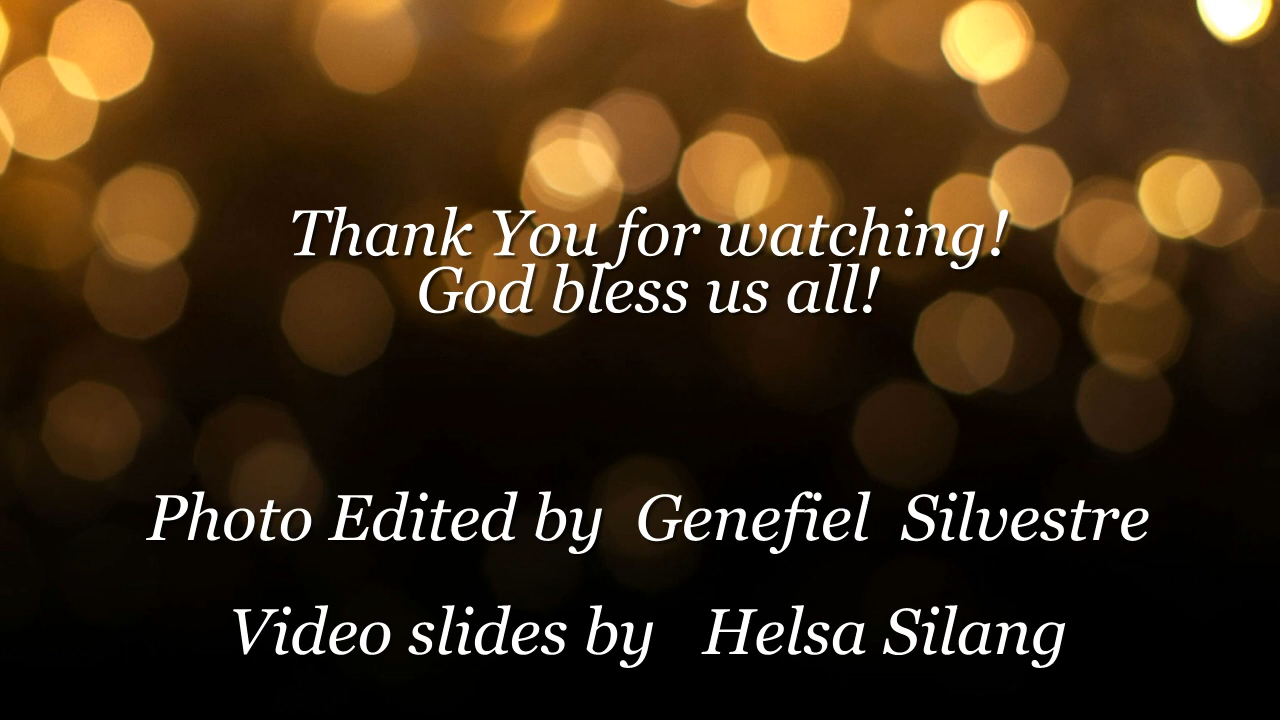 Thank You for watching!
God bless us all!
Photo Edited by  Genefiel  Silvestre
Video slides by   Helsa Silang